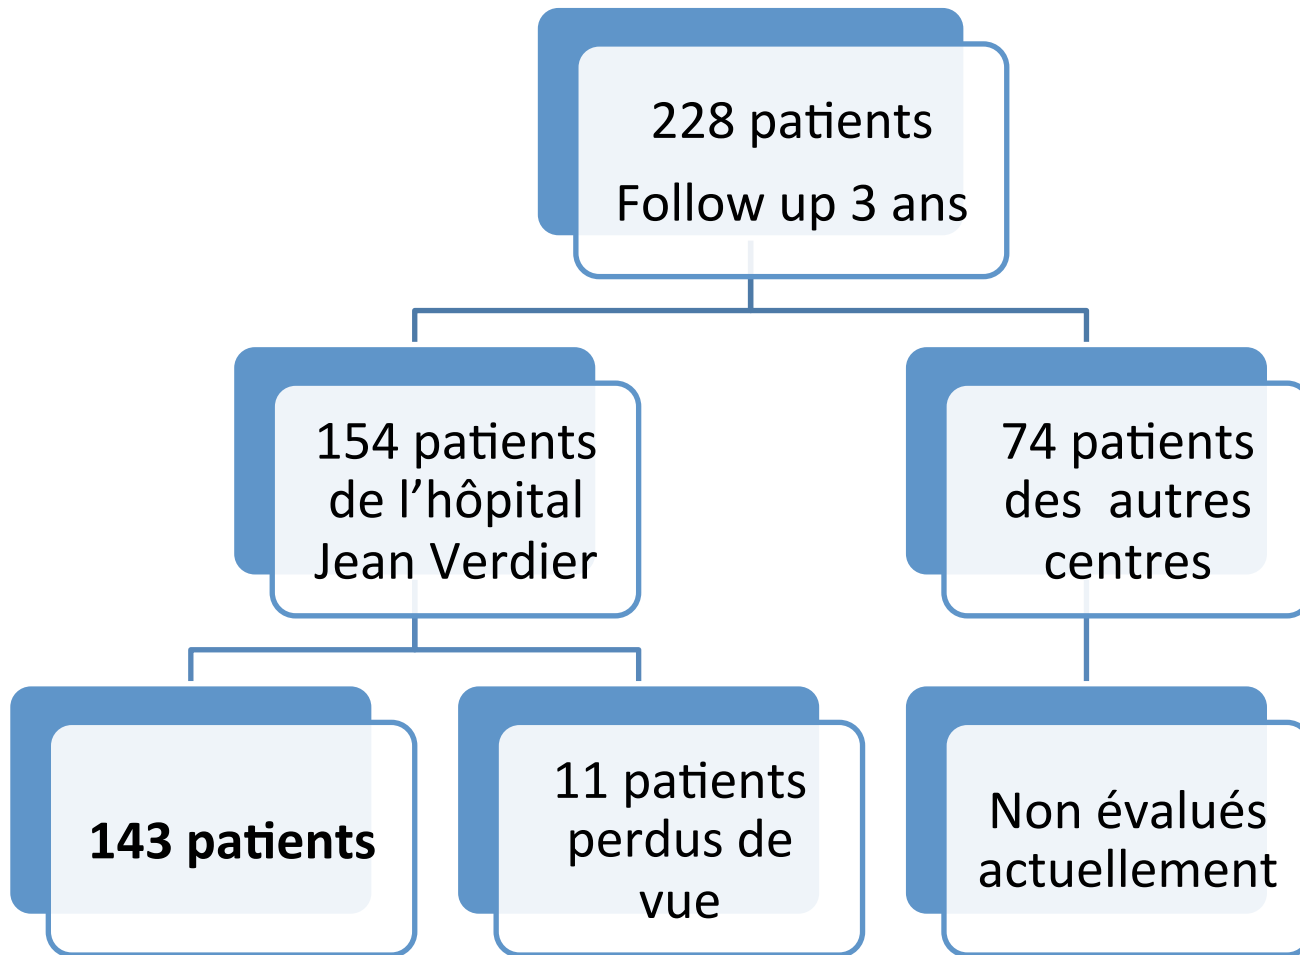 228 patients
Follow up 3 ans
154 patients
de l’hôpital
Jean Verdier
74 patients
des autres
centres
143 patients
11 patients
perdus de
vue
Non évalués
actuellement